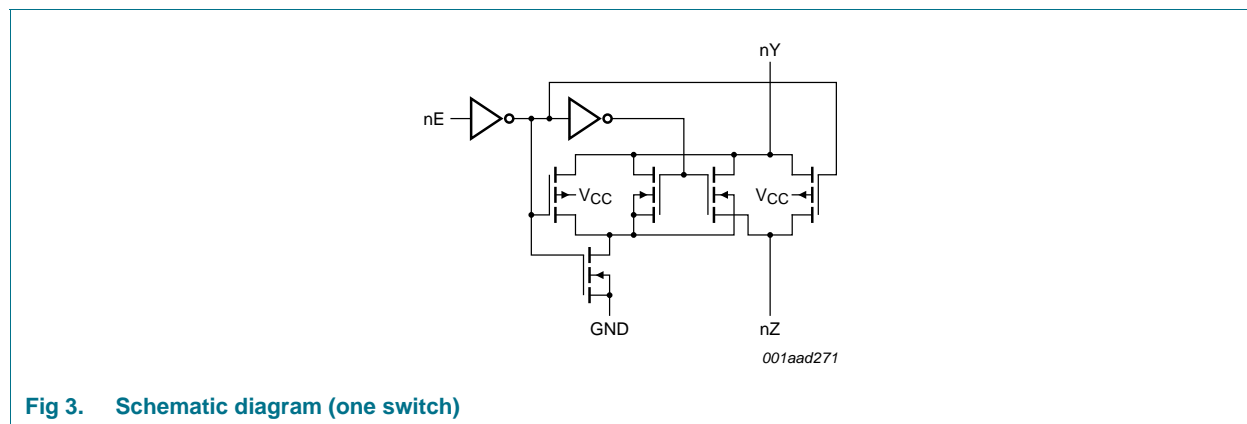 nY
nE
VCC
VCC
GND
nZ
001aad271
Fig 3. Schematic diagram (one switch)